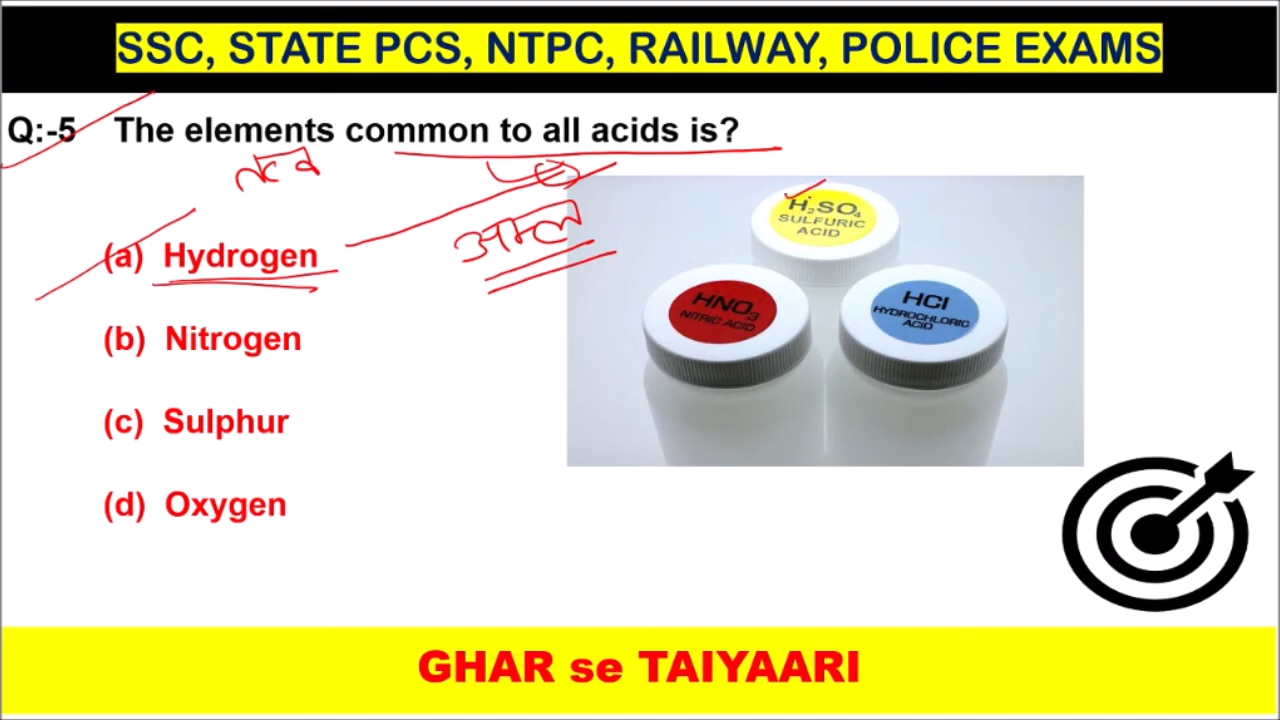 SSC, STATE PCS, NTPC, RAILWAY, POLICE EXAMS
Q:-5 The elements common to all acids is?
तत्व
अम्ल
(a) Hydrogen
(b) Nitrogen
(c) Sulphur
(d) Oxygen
H₂SO₄
SULFURIC
ACID
HNO₃
NITRIC ACID
HCl
HYDROCHLORIC
ACID
GHAR se TAIYAARI